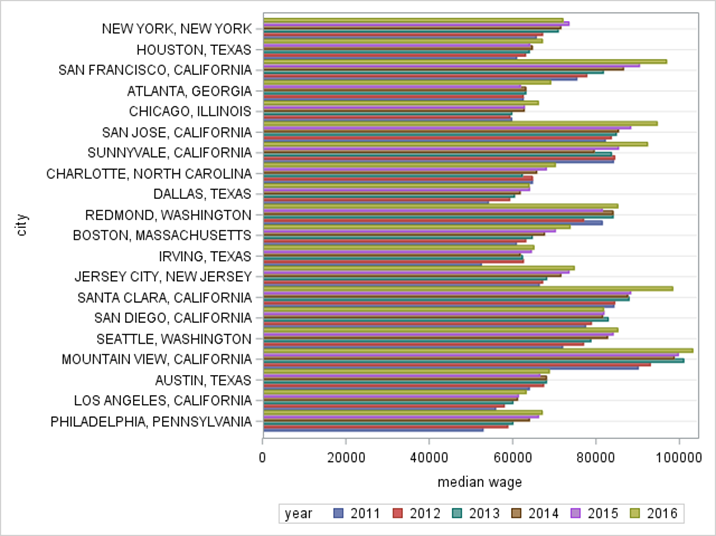 city
NEW YORK, NEW YORK
HOUSTON, TEXAS
SAN FRANCISCO, CALIFORNIA
ATLANTA, GEORGIA
CHICAGO, ILLINOIS
SAN JOSE, CALIFORNIA
SUNNYVALE, CALIFORNIA
CHARLOTTE, NORTH CAROLINA
DALLAS, TEXAS
REDMOND, WASHINGTON
BOSTON, MASSACHUSETTS
IRVING, TEXAS
JERSEY CITY, NEW JERSEY
SANTA CLARA, CALIFORNIA
SAN DIEGO, CALIFORNIA
SEATTLE, WASHINGTON
MOUNTAIN VIEW, CALIFORNIA
AUSTIN, TEXAS
LOS ANGELES, CALIFORNIA
PHILADELPHIA, PENNSYLVANIA
0 20000 40000 60000 80000 100000
median wage
year 2011 2012 2013 2014 2015 2016